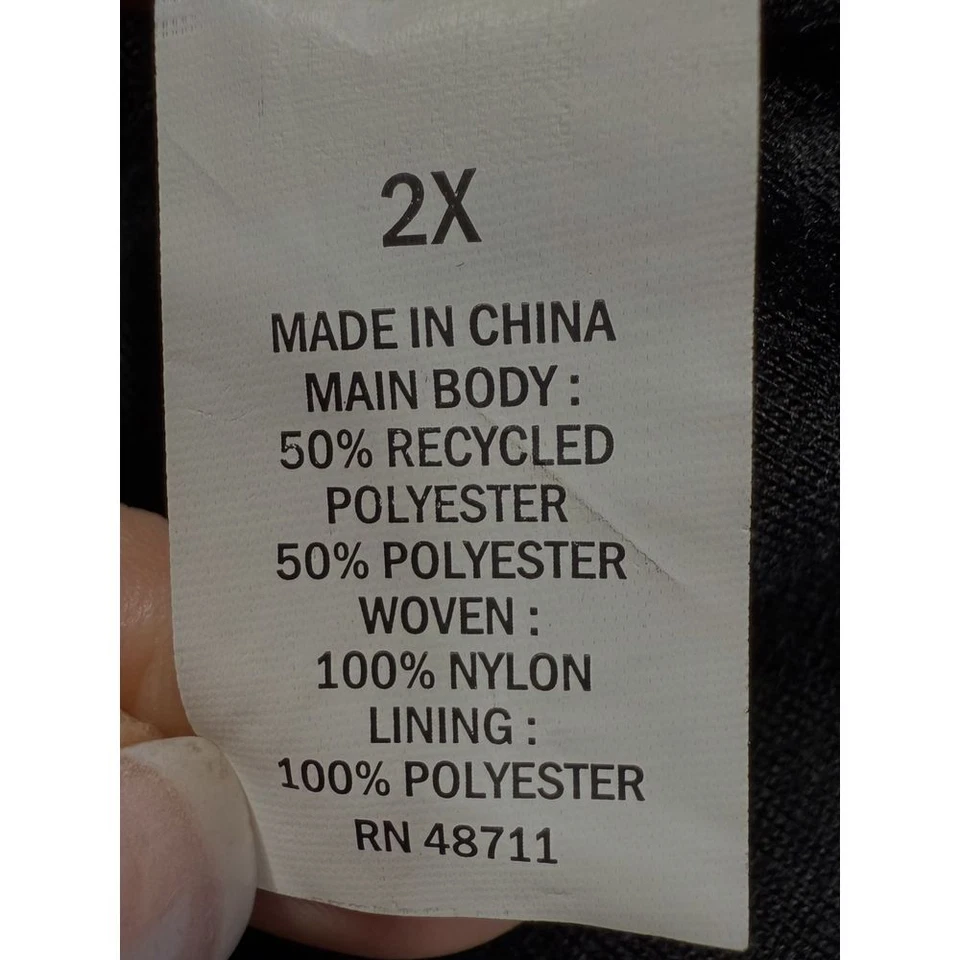 2X
MADE IN CHINA
MAIN BODY :
50% RECYCLED
POLYESTER
50% POLYESTER
WOVEN :
100% NYLON
LINING :
100% POLYESTER
RN 48711